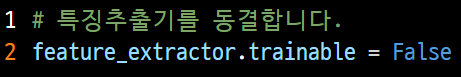 1 # 특징추출기를 동결합니다.
2 feature_extractor.trainable = False